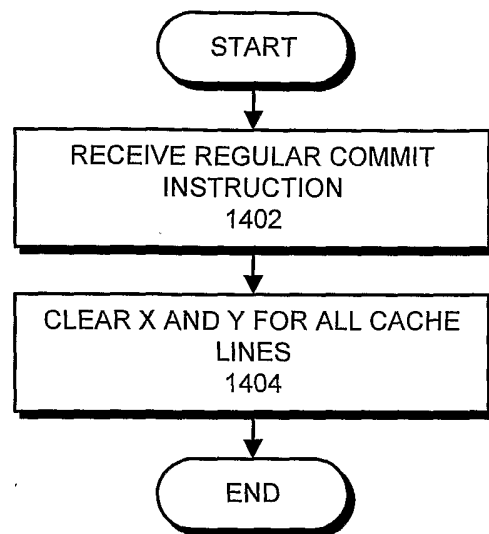 START
RECEIVE REGULAR COMMIT
INSTRUCTION
1402
CLEAR X AND Y FOR ALL CACHE
LINES
1404
END